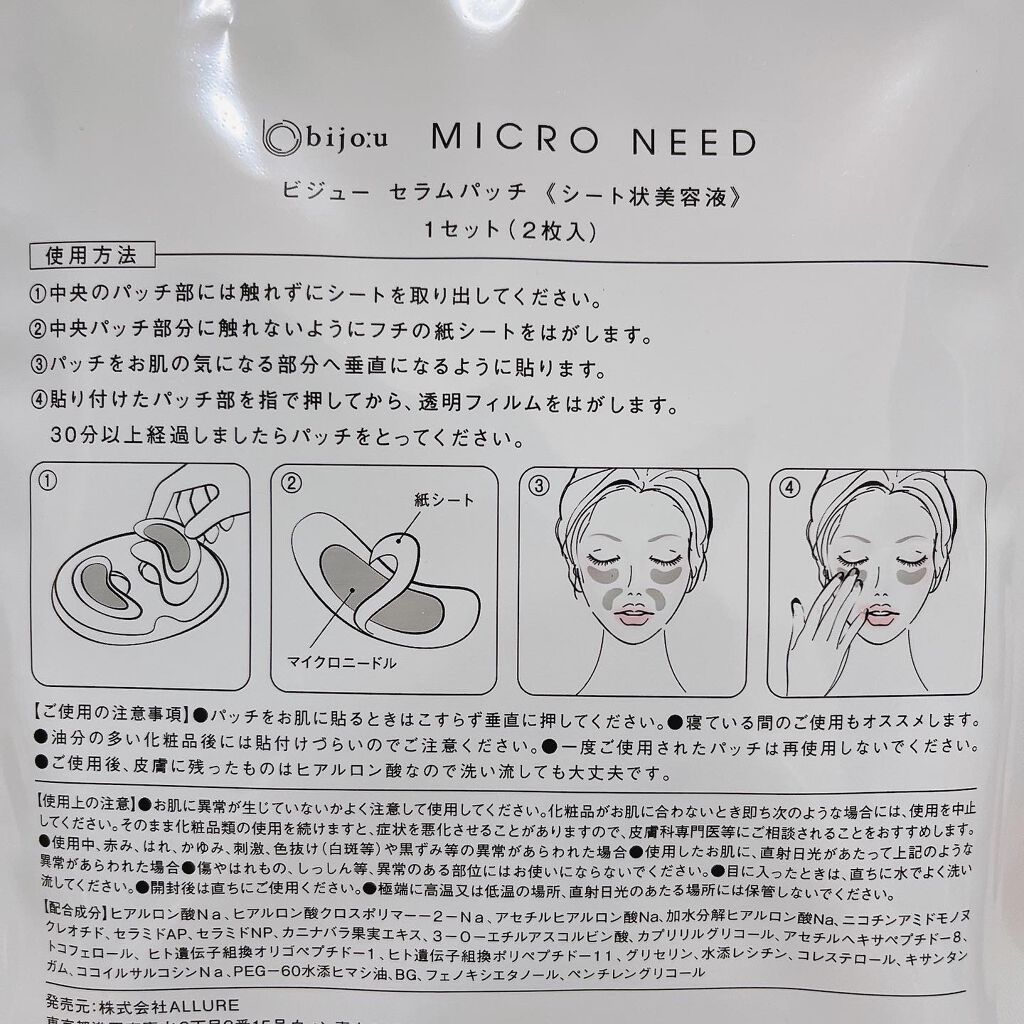 bijo:u MICRO NEED
ビジュー セラムパッチ《シート状美容液》
1セット(2枚入)
使用方法
①中央のパッチ部には触れずにシートを取り出してください。
②中央パッチ部分に触れないようにフチの紙シートをはがします。
③パッチをお肌の気になる部分へ垂直になるように貼ります。
④貼り付けたパッチ部を指で押してから、透明フィルムをはがします。
30分以上経過しましたらパッチをとってください。
① ② ③ ④
紙シート
マイクロニードル
【ご使用の注意事項】●パッチをお肌に貼るときはこすらず垂直に押してください。●寝ている間のご使用もオススメします。
●油分の多い化粧品後には貼付けづらいのでご注意ください。●一度ご使用されたパッチは再使用しないでください。
●ご使用後、皮膚に残ったものはヒアルロン酸なので洗い流しても大丈夫です。
【使用上の注意】●お肌に異常が生じていないかよく注意して使用してください。化粧品がお肌に合わないとき即ち次のような場合には、使用を中止
してください。そのまま化粧品類の使用を続けますと、症状を悪化させることがありますので、皮膚科専門医等にご相談されることをおすすめします。
●使用中、赤み、はれ、かゆみ、刺激、色抜け(白斑等)や黒ずみ等の異常があらわれた場合●使用したお肌に、直射日光があたって上記のような
異常があらわれた場合●傷やはれもの、しっしん等、異常のある部位にはお使いにならないでください。●目に入ったときは、直ちに水でよく洗い
流してください。●開封後は直ちにご使用ください。●極端に高温又は低温の場所、直射日光のあたる場所には保管しないでください。
【配合成分】ヒアルロン酸Na、ヒアルロン酸クロスポリマー-2-Na、アセチルヒアルロン酸Na、加水分解ヒアルロン酸Na、ニコチンアミドモノヌ
クレオチド、セラミドAP、セラミドNP、カニナバラ果実エキス、3-O-エチルアスコルビン酸、カプリリルグリコール、アセチルヘキサペプチド-8、
トコフェロール、ヒト遺伝子組換オリゴペプチド-1、ヒト遺伝子組換ポリペプチド-11、グリセリン、水添レシチン、コレステロール、キサンタン
ガム、ココイルサルコシンNa、PEG-60水添ヒマシ油、BG、フェノキシエタノール、ペンチレングリコール
発売元:株式会社ALLURE